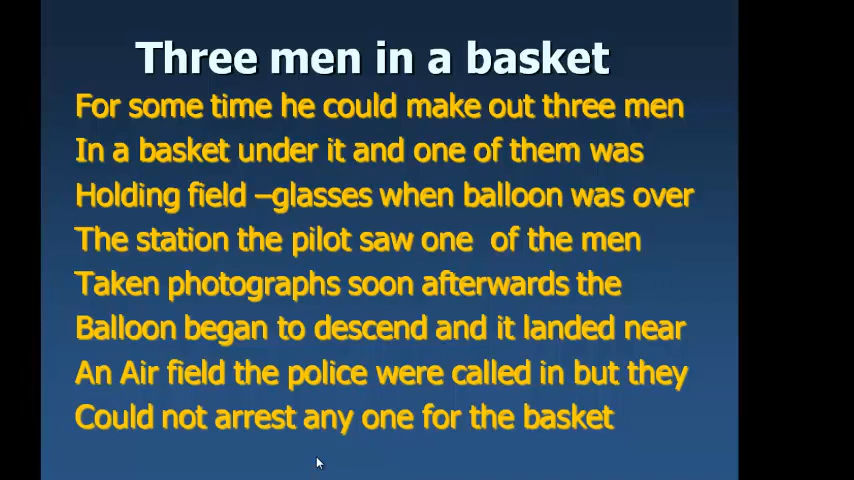 Three men in a basket
For some time he could make out three men
In a basket under it and one of them was
Holding field –glasses when balloon was over
The station the pilot saw one  of the men
Taken photographs soon afterwards the
Balloon began to descend and it landed near
An Air field the police were called in but they
Could not arrest any one for the basket